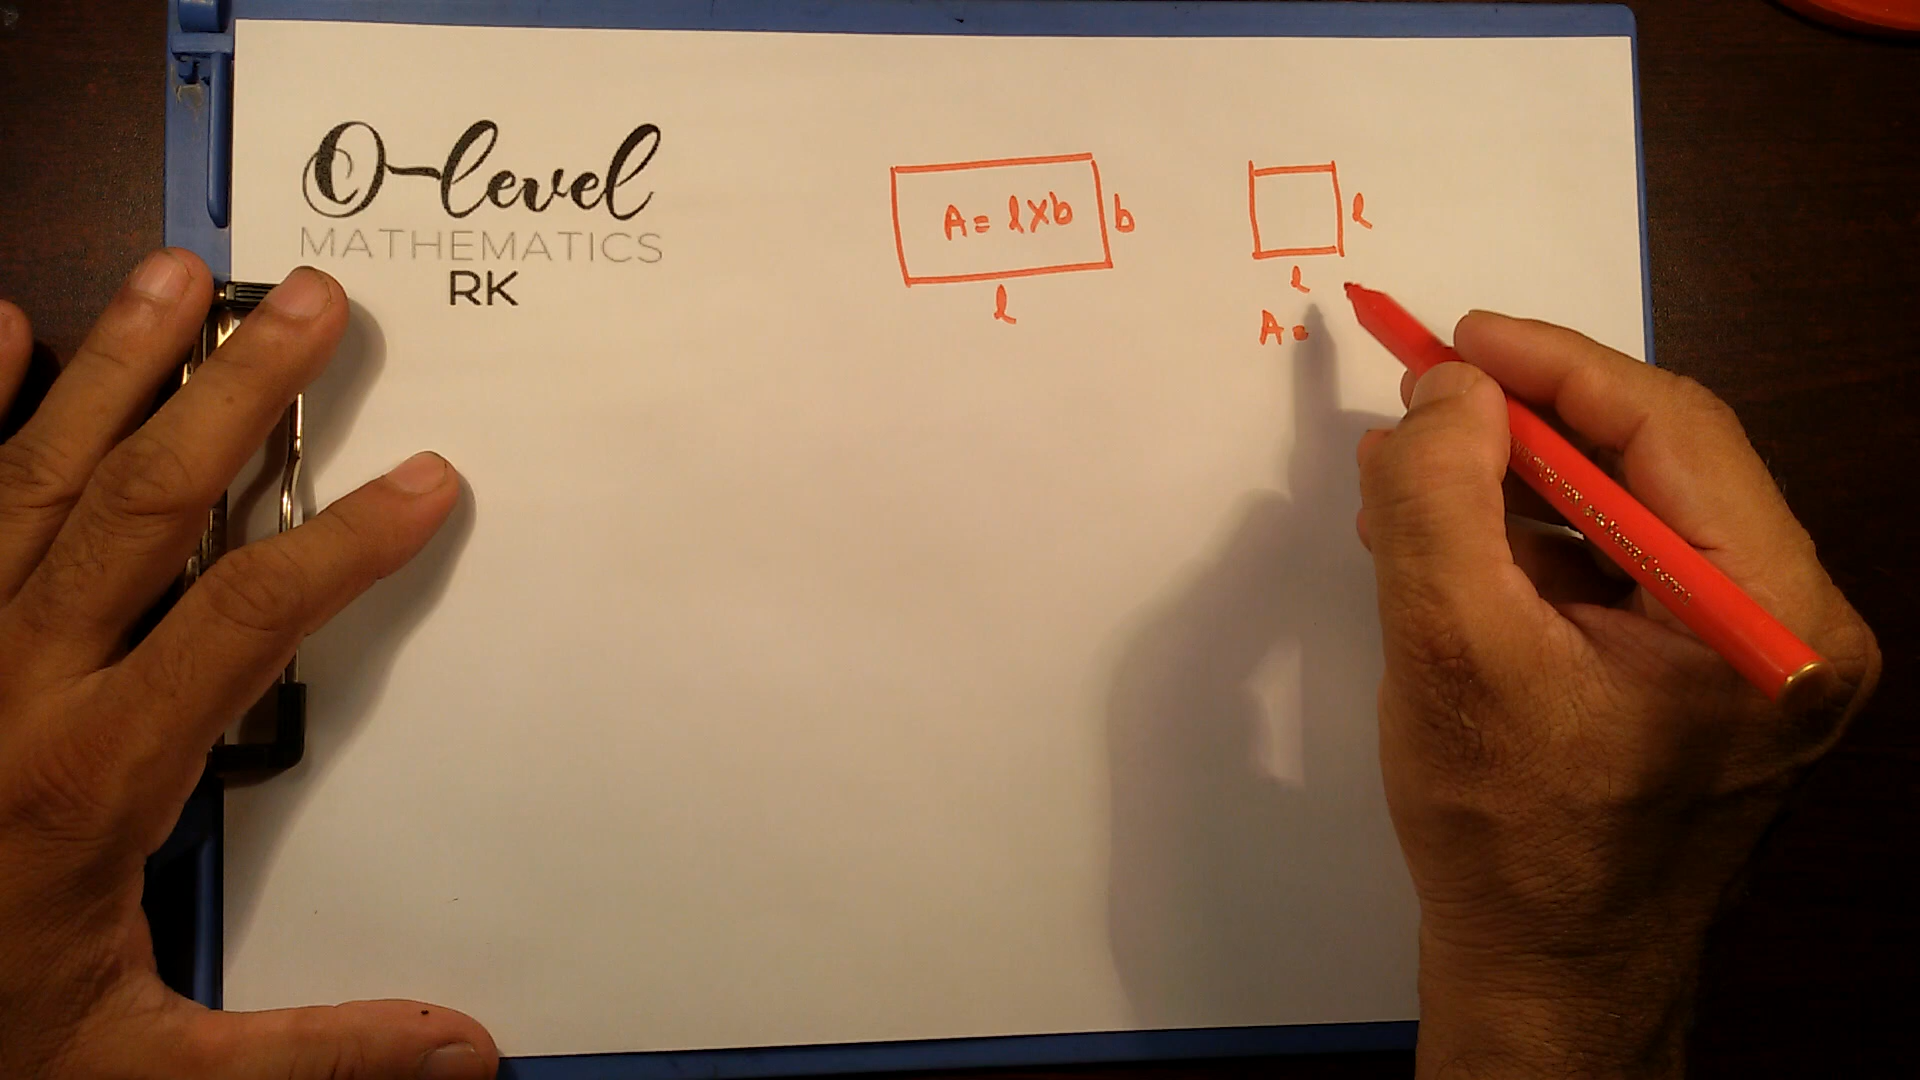 O-level
MATHEMATICS
RK
A = l x b
b
l
l
l
A =